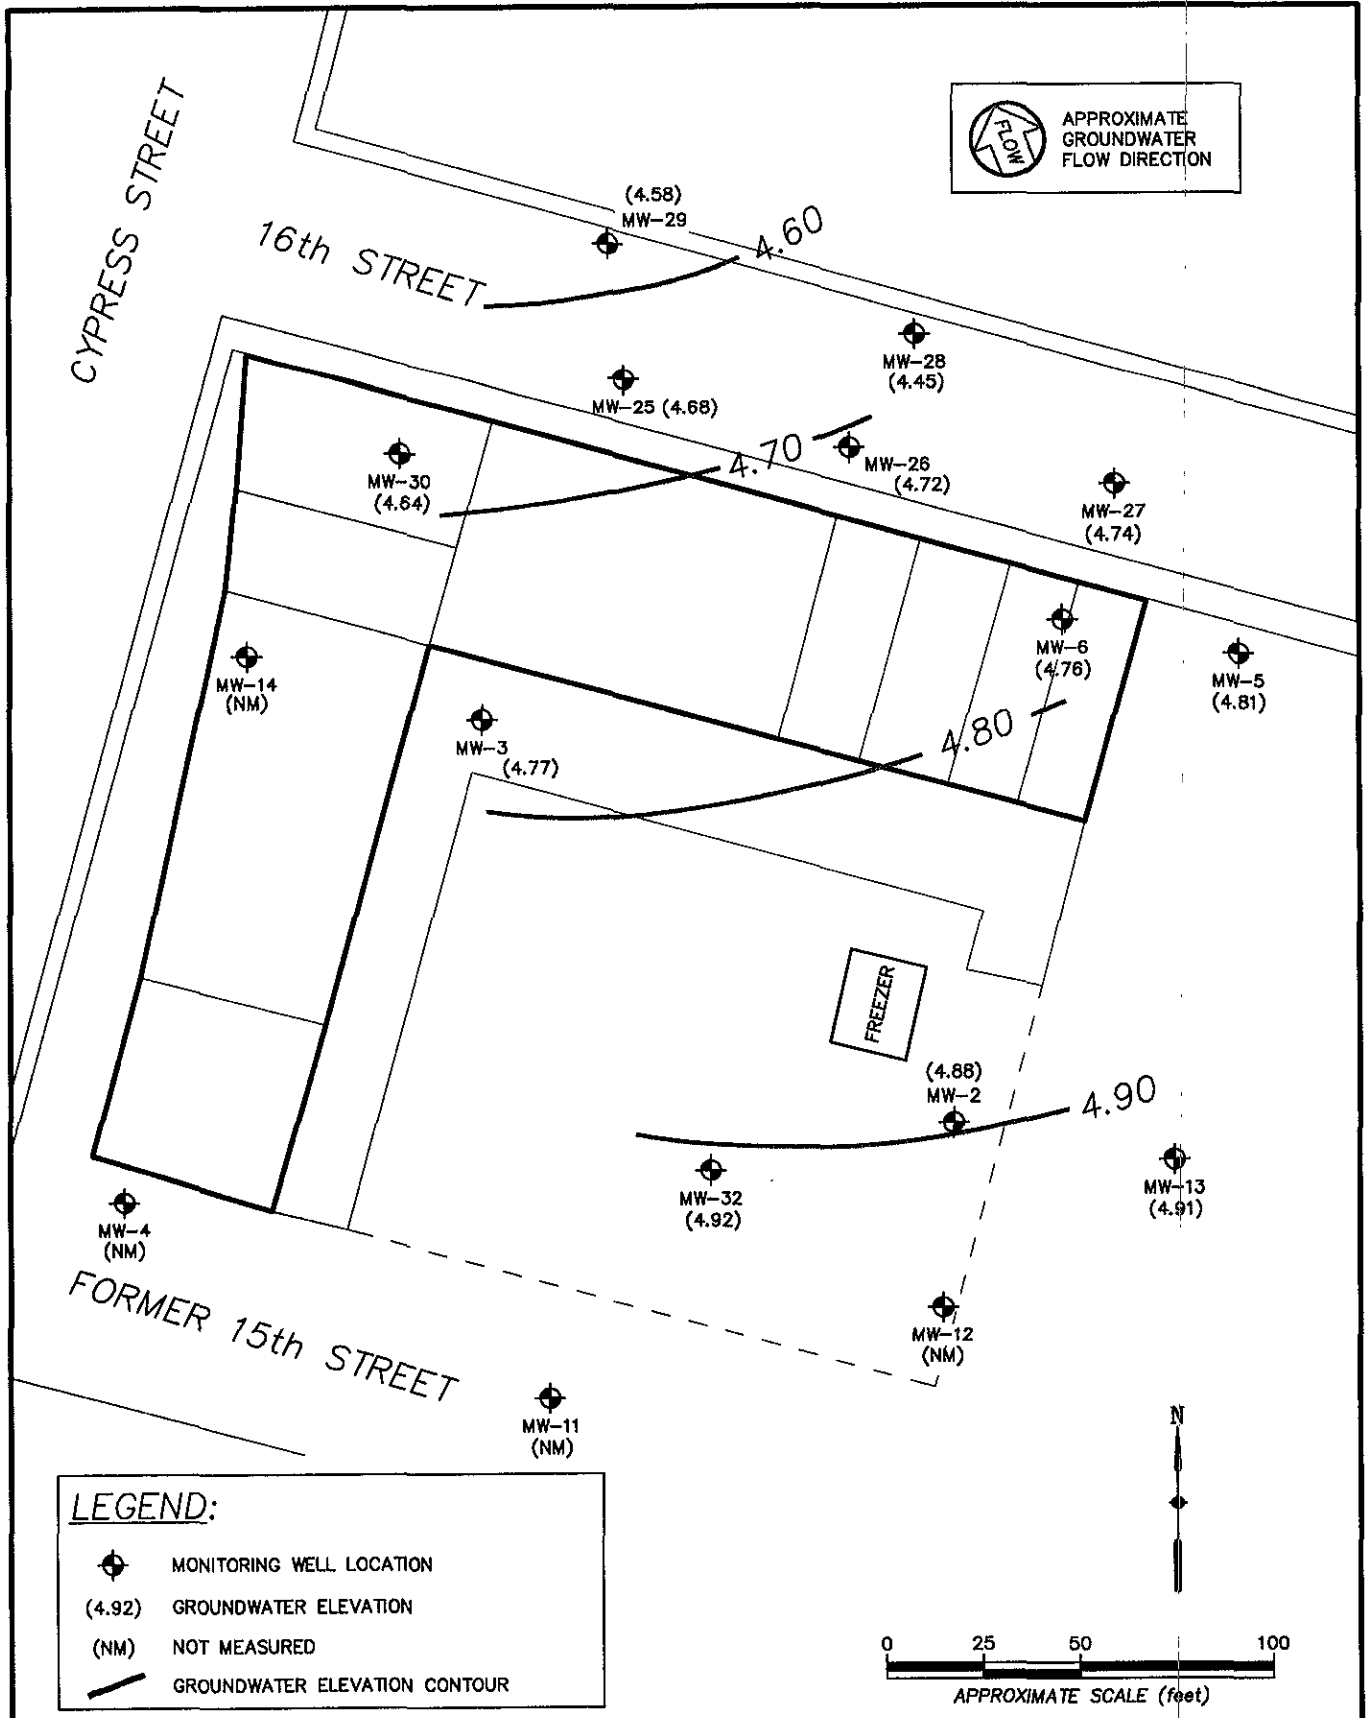 APPROXIMATE
GROUNDWATER
FLOW DIRECTION
FLOW
CYPRESS STREET
16th STREET
(4.58)
MW-29
4.60
MW-28
(4.45)
MW-25 (4.68)
4.70
MW-26
(4.72)
MW-30
(4.64)
MW-27
(4.74)
MW-6
(4.76)
MW-5
(4.81)
MW-14
(NM)
MW-3
(4.77)
4.80
FREEZER
(4.88)
MW-2
4.90
MW-32
(4.92)
MW-13
(4.91)
MW-4
(NM)
FORMER 15th STREET
MW-12
(NM)
MW-11
(NM)
N
LEGEND:
MONITORING WELL LOCATION
(4.92) GROUNDWATER ELEVATION
(NM) NOT MEASURED
GROUNDWATER ELEVATION CONTOUR
0 25 50 100
APPROXIMATE SCALE (feet)